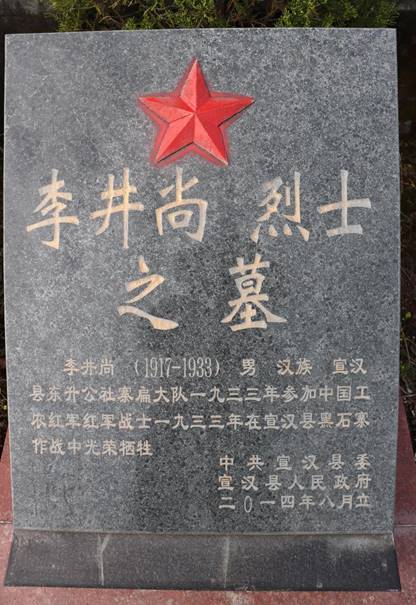 李井尚 烈士
之墓
李井尚 (1917-1933) 男 汉族 宣汉
县东升公社寨扁大队一九三三年参加中国工
农红军红军战士一九三三年在宣汉县黑石寨
作战中光荣牺牲
中共宣汉县委
宣汉县人民政府
二0一四年八月立